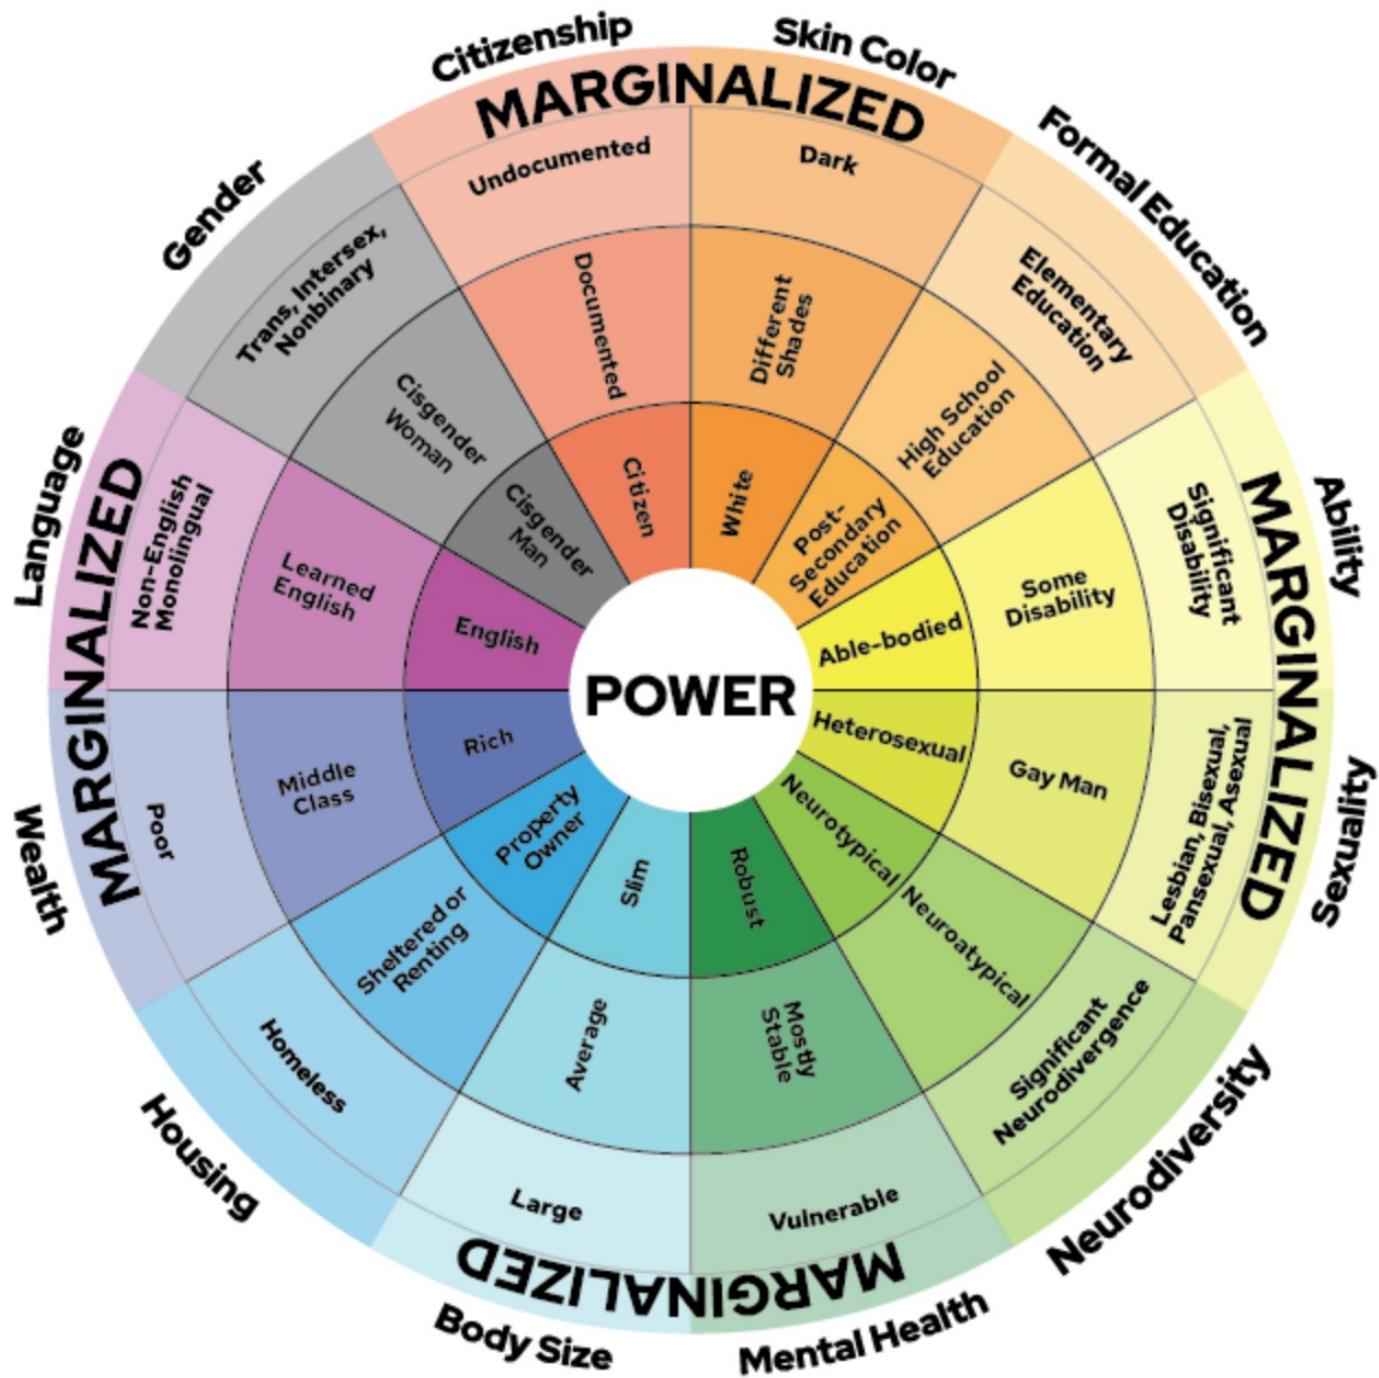 Citizenship
MARGINALIZED
Undocumented
Documented
Citizen
Skin Color
Dark
Different
Shades
White
Formal Education
Elementary
Education
High School
Education
Post-
Secondary
Education
Ability
MARGINALIZED
Significant
Disability
Some
Disability
Able-bodied
Sexuality
Lesbian, Bisexual,
Pansexual, Asexual
Gay Man
Heterosexual
Neurodiversity
Significant
Neurodivergence
Neuroatypical
Neurotypical
Mental Health
MARGINALIZED
Vulnerable
Mostly
Stable
Robust
Body Size
Large
Average
Slim
Housing
Homeless
Sheltered or
Renting
Property
Owner
Wealth
MARGINALIZED
Poor
Middle
Class
Rich
Language
Non-English
Monolingual
Learned
English
English
Gender
Trans, Intersex,
Nonbinary
Cisgender
Woman
Cisgender
Man
POWER